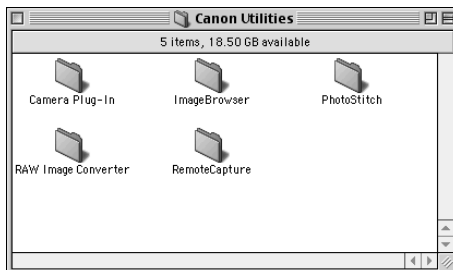 Canon Utilities
5 items, 18.50 GB available
Camera Plug-In ImageBrowser PhotoStitch
RAW Image Converter RemoteCapture